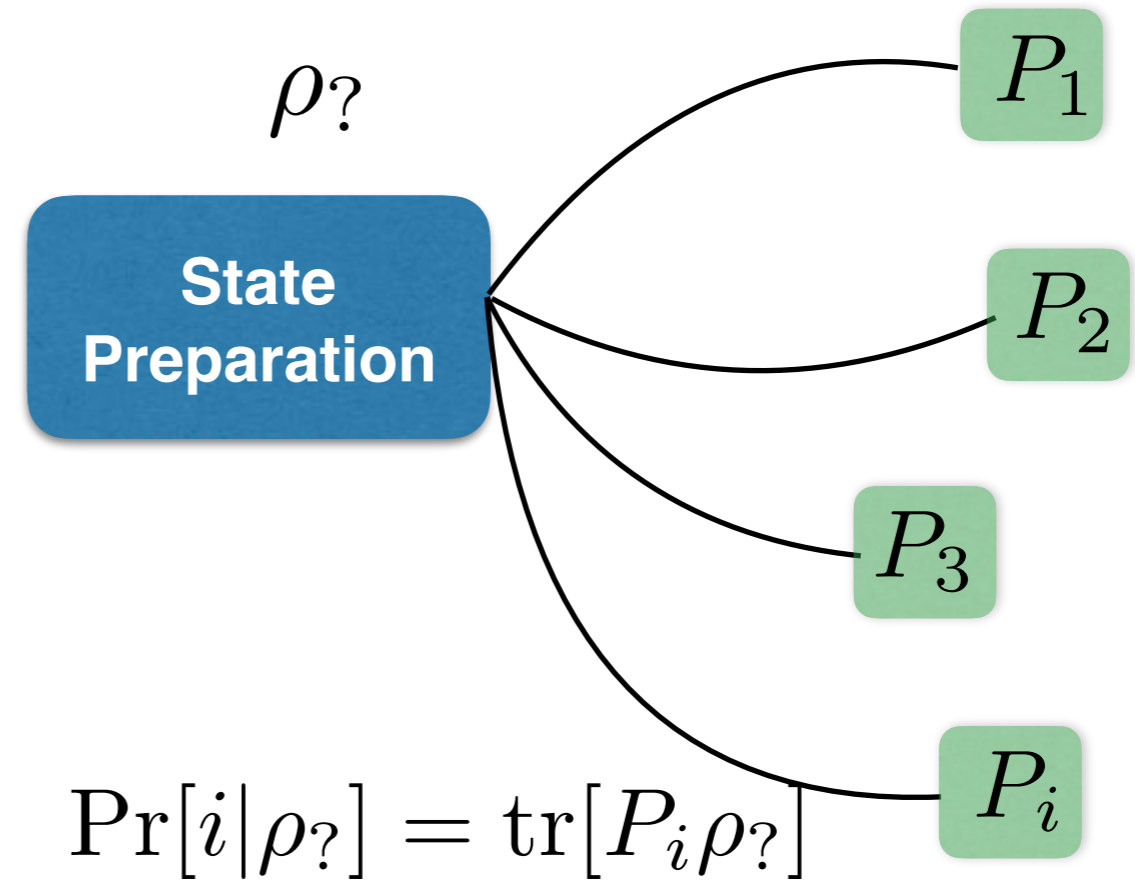 ρ?
State
Preparation
P₁
P₂
P₃
Pᵢ
Pr[i|ρ?] = tr[Pᵢρ?]